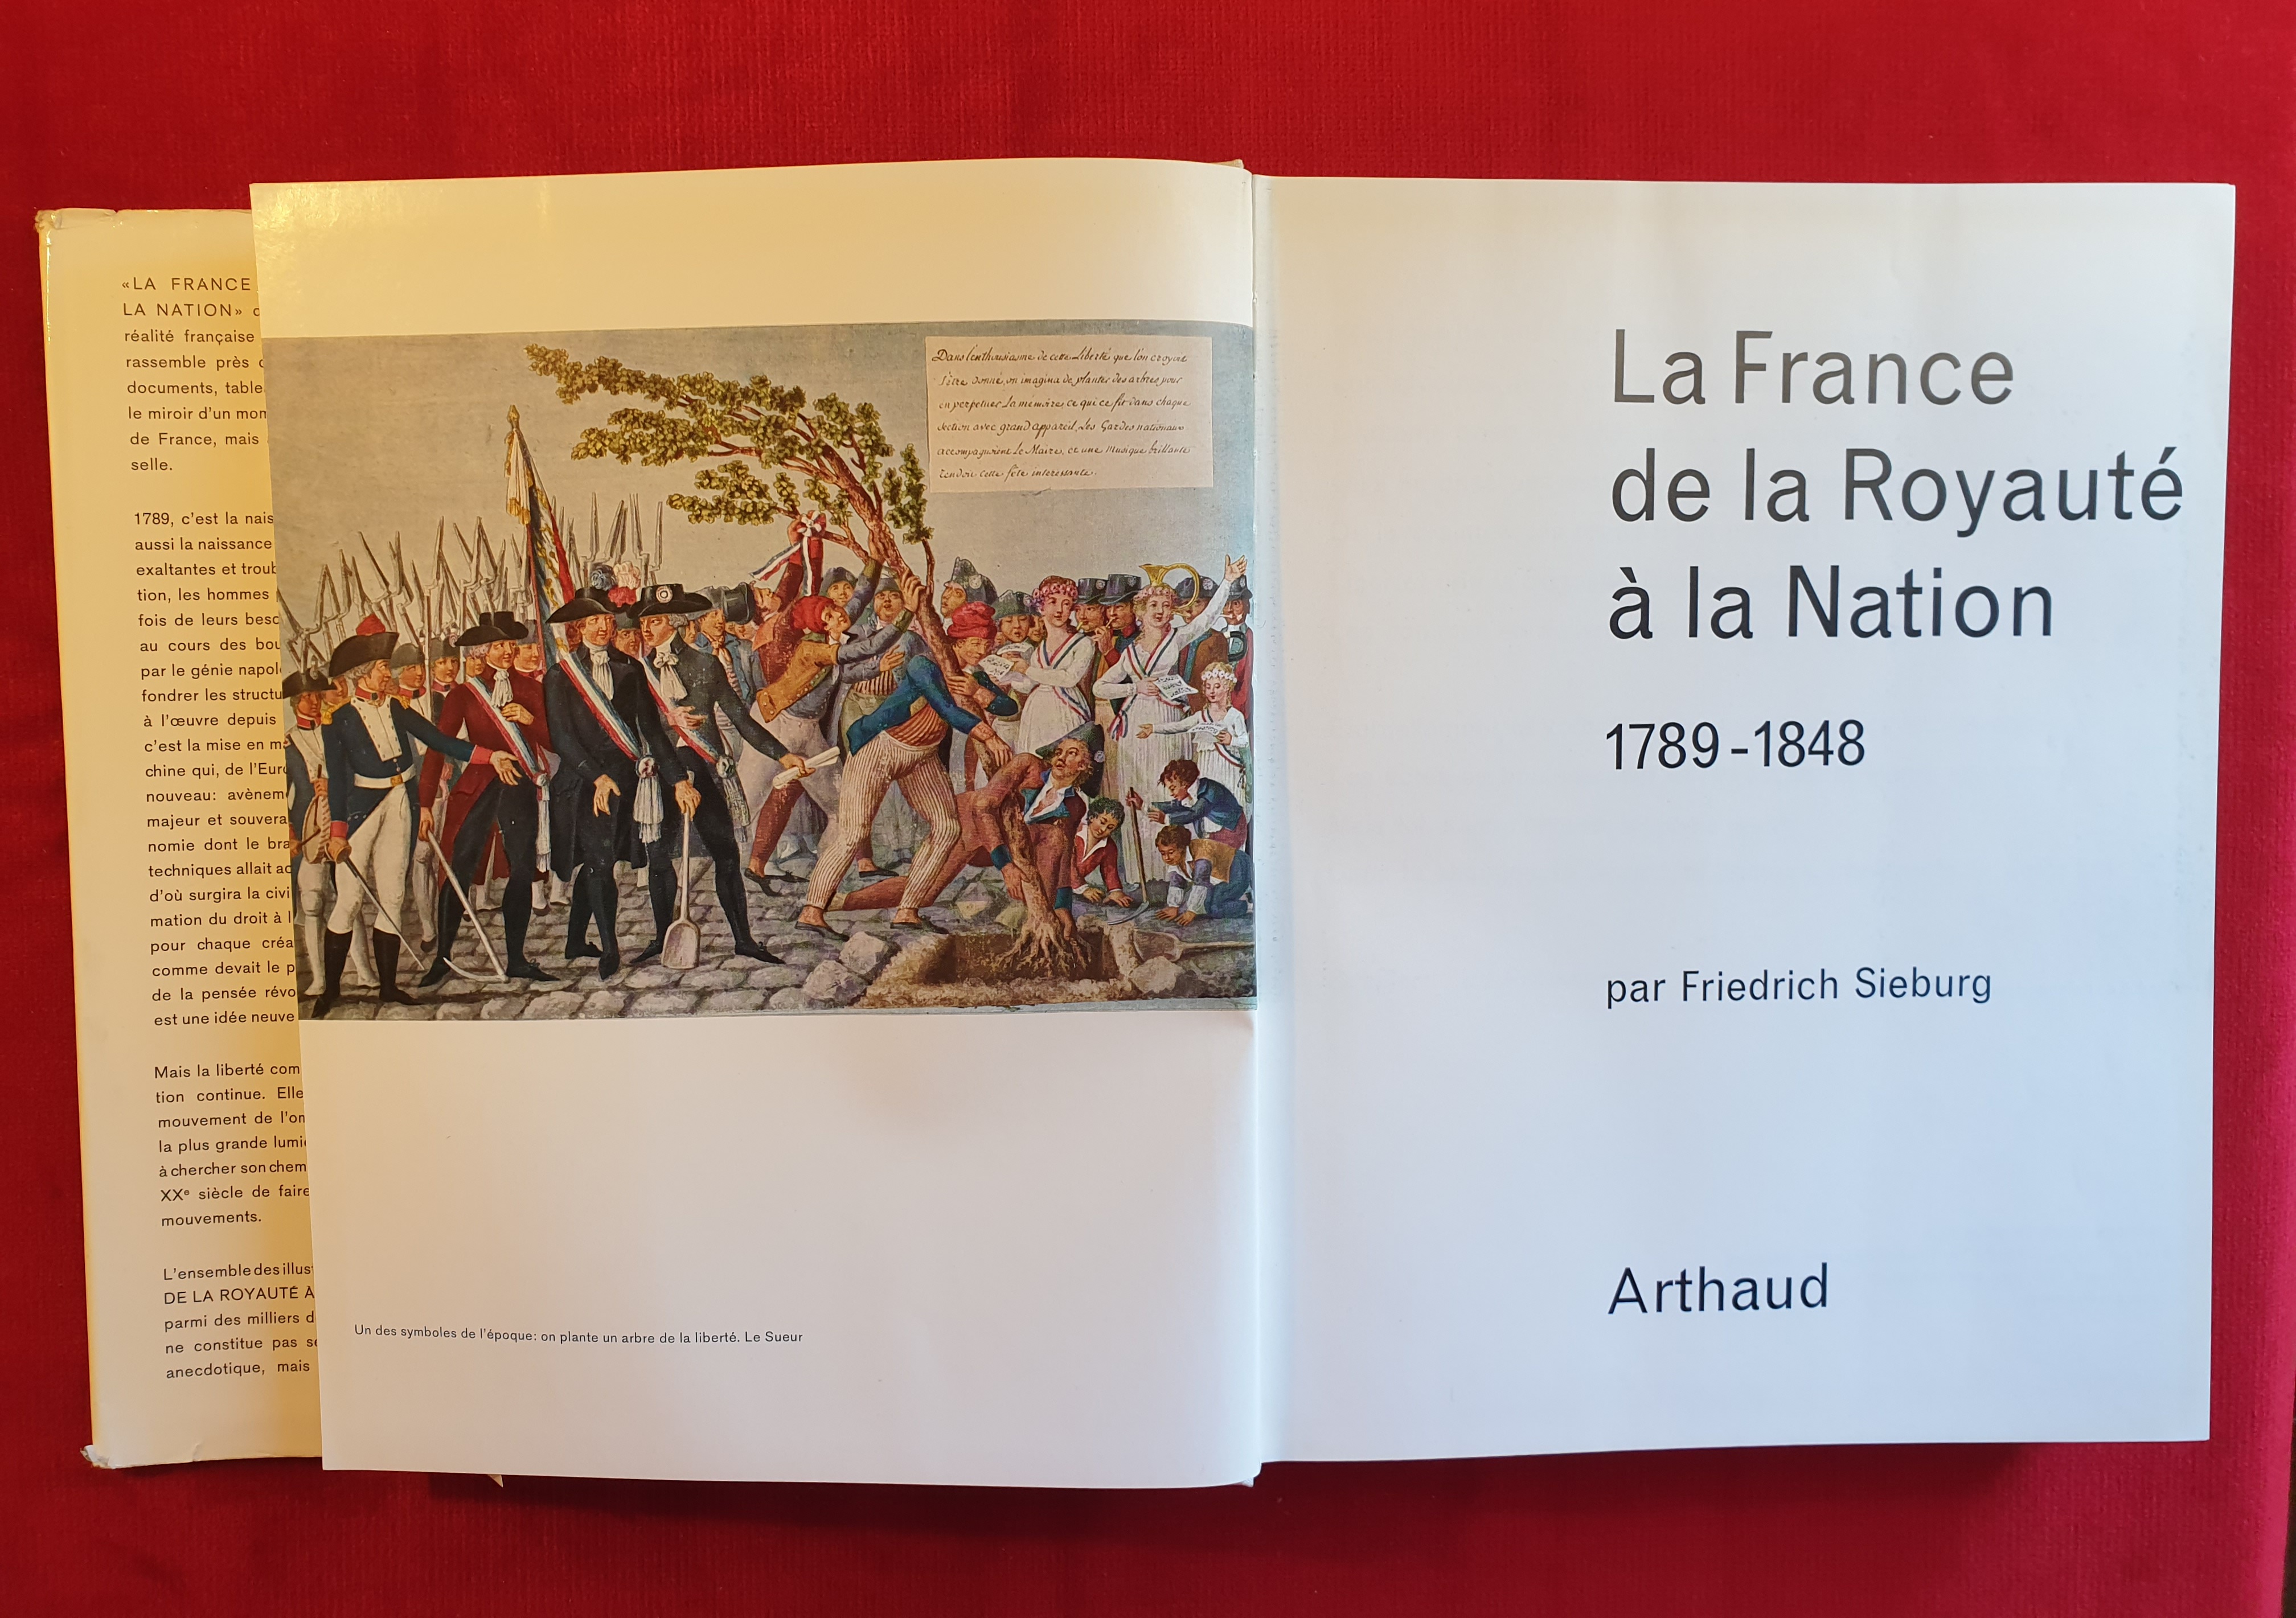 «LA FRANCE
LA NATION»
réalité française
rassemble près
documents,
le miroir d'un
de France, mais
selle.
1789, c'est la
aussi la naissance
exaltantes et
tion, les hommes
fois de leurs
au cours des
par le génie
fondrer les
à l'œuvre depuis
c'est la mise en
chine qui, de
nouveau:
majeur et
nomie dont le
techniques allait
d'où surgira la
mation du droit à
pour chaque
comme devait le
de la pensée
est une idée neuve
Mais la liberté
tion continue. Elle
mouvement de
la plus grande
à chercher son
XXe siècle de faire
mouvements.
L'ensemble des
DE LA ROYAUTÉ À
parmi des milliers
ne constitue pas
anecdotique, mais
Dans l'enthousiasme de cette Liberté que l'on croyait
s'être donné, on imagina de planter des arbres pour
en perpetuer la mémoire, ce qui ce fit dans chaque
Section avec grand appareil, Les Gardes nationaux
accompagnoient le Maire, et une Musique brillante
rendoit cette fête intéressante.
Un des symboles de l'époque: on plante un arbre de la liberté. Le Sueur
La France
de la Royauté
à la Nation
1789-1848
par Friedrich Sieburg
Arthaud